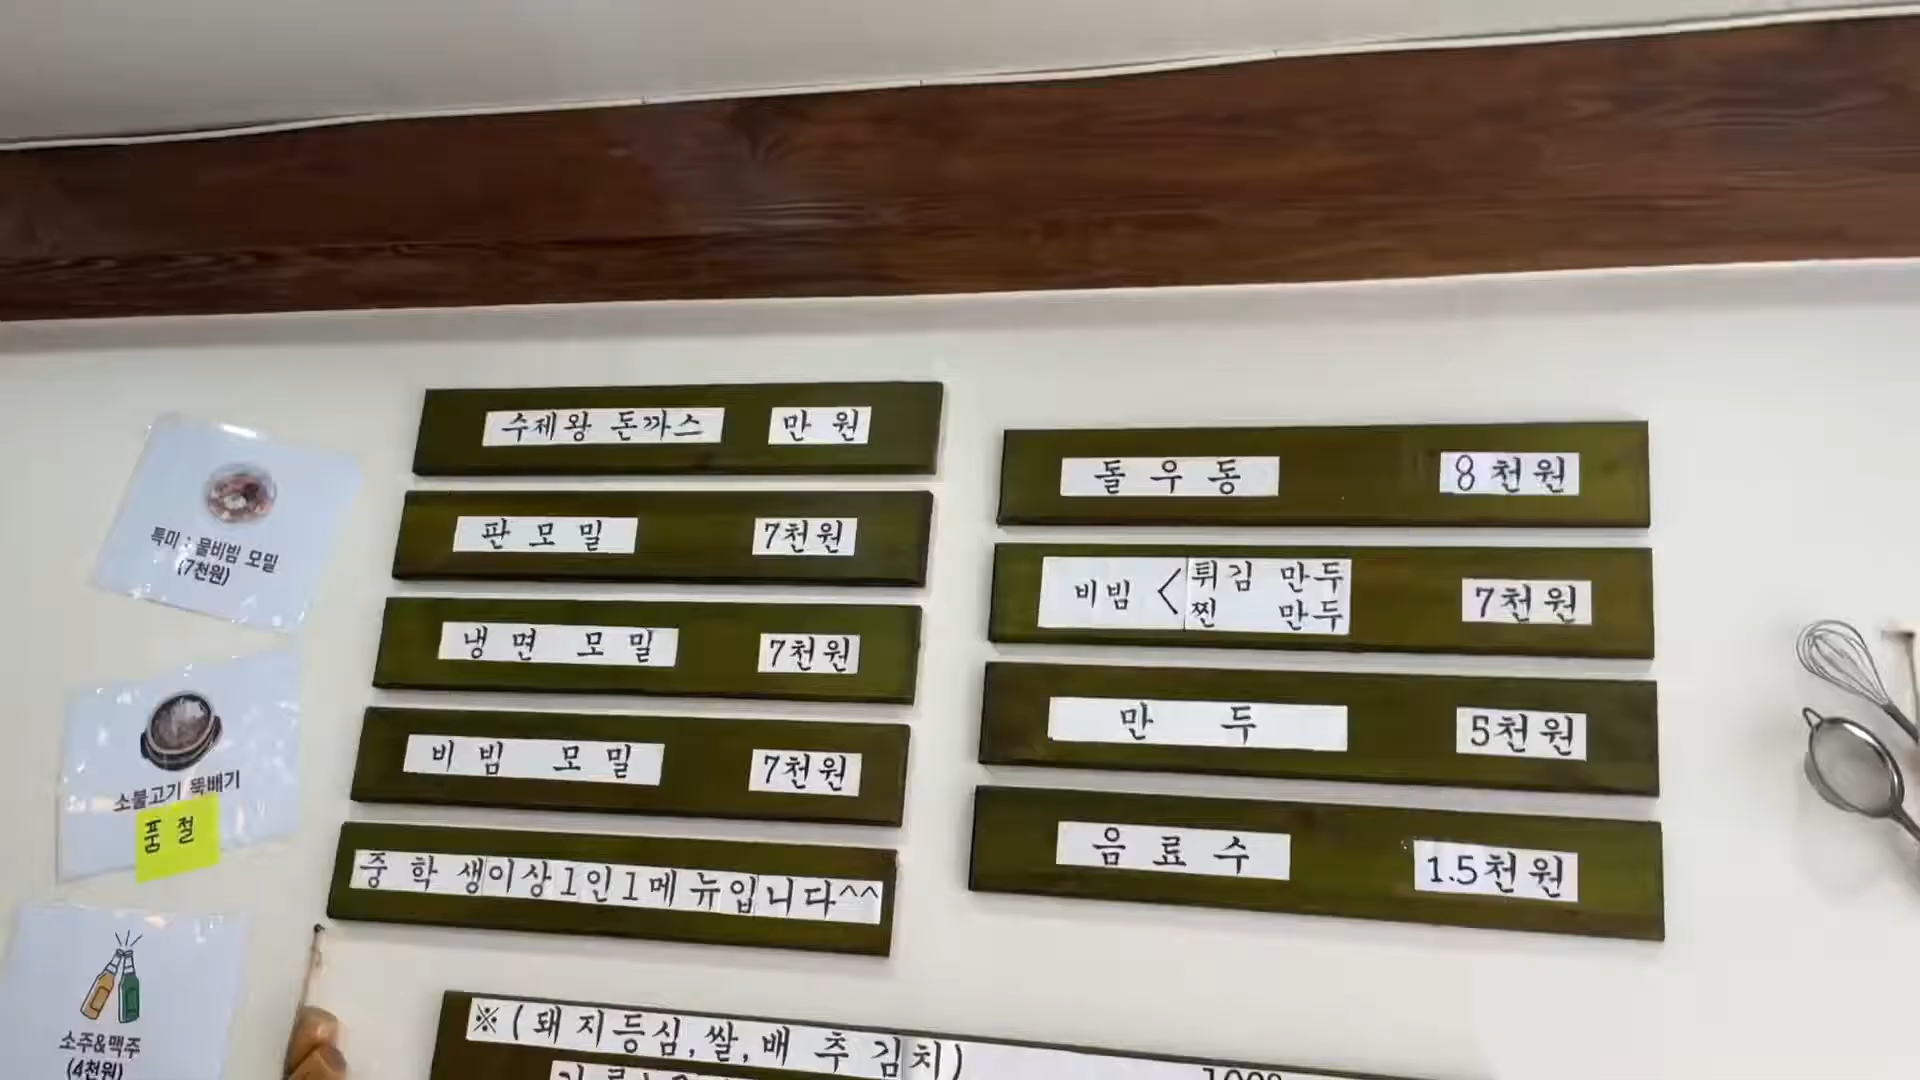 특미 : 물비빔 모밀
(7천원)
소불고기 뚝배기
품 절
소주&맥주
(4천원)
수제왕 돈까스 만 원
판 모 밀 7천원
냉 면 모 밀 7천원
비 빔 모 밀 7천원
중 학 생이상1인1메뉴입니다^^
돌 우 동 8천원
비빔 < 튀김 만두
찐 만두 7천원
만 두 5천원
음 료 수 1.5천원
※(돼지등심,쌀,배 추 김치)